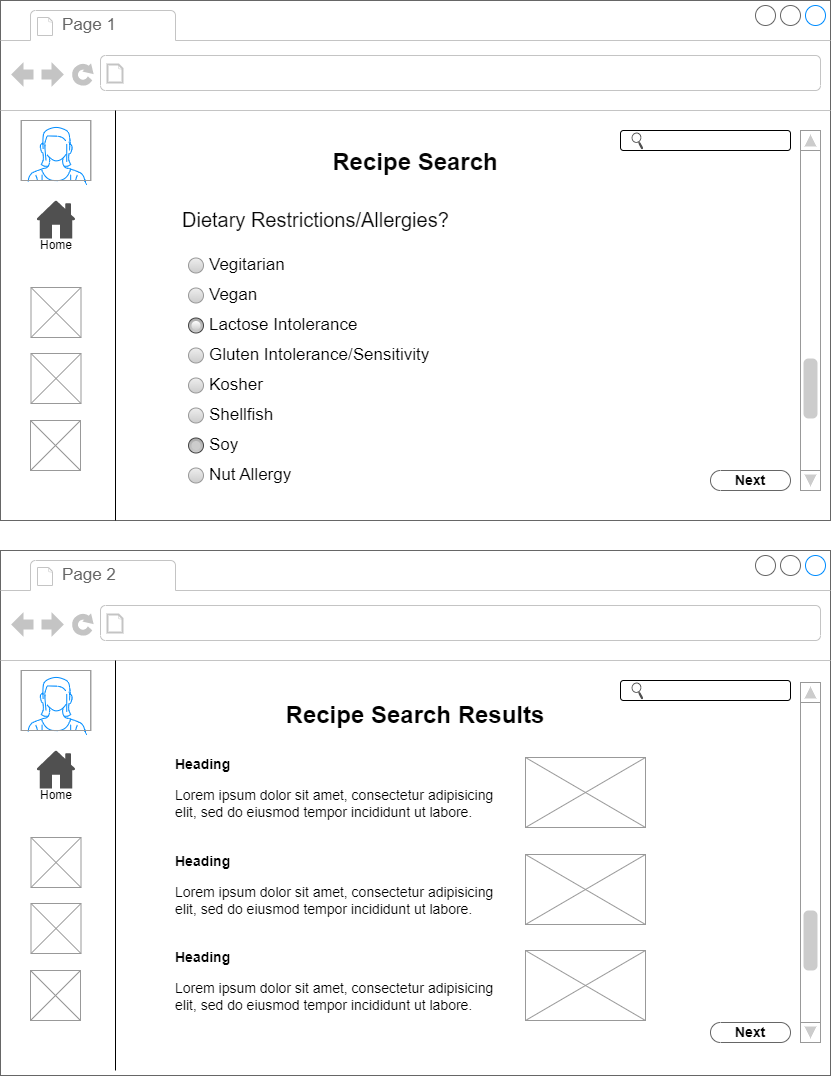 Page 1
Recipe Search
Dietary Restrictions/Allergies?
Home
Vegitarian
Vegan
Lactose Intolerance
Gluten Intolerance/Sensitivity
Kosher
Shellfish
Soy
Nut Allergy
Next
Page 2
Recipe Search Results
Home
Heading
Lorem ipsum dolor sit amet, consectetur adipisicing
elit, sed do eiusmod tempor incididunt ut labore.
Heading
Lorem ipsum dolor sit amet, consectetur adipisicing
elit, sed do eiusmod tempor incididunt ut labore.
Heading
Lorem ipsum dolor sit amet, consectetur adipisicing
elit, sed do eiusmod tempor incididunt ut labore.
Next